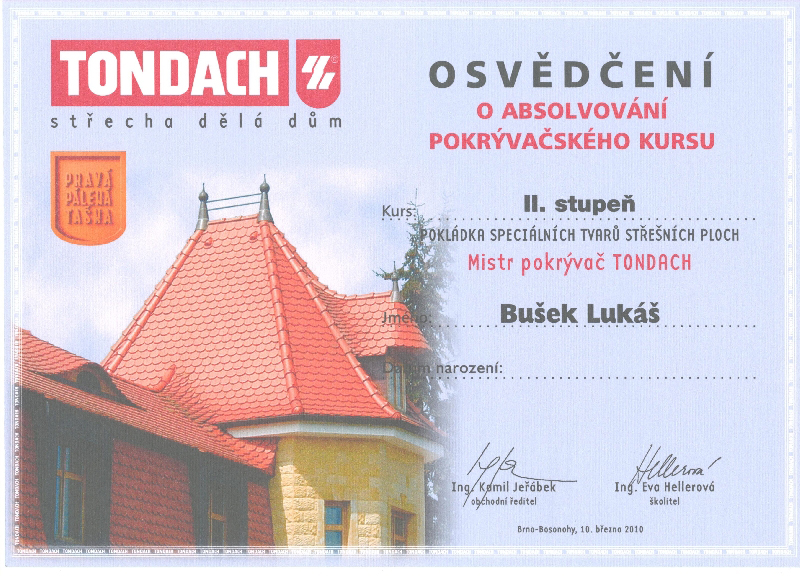 TONDACH
střecha dělá dům
PRAVÁ
PÁLENÁ
TAŠKA
OSVĚDČENÍ
O ABSOLVOVÁNÍ
POKRÝVAČSKÉHO KURSU
Kurs: II. stupeň
POKLÁDKA SPECIÁLNÍCH TVARŮ STŘEŠNÍCH PLOCH
Mistr pokrývač TONDACH
Jméno: Bušek Lukáš
Datum narození:
Hellerová
Ing. Kamil Jeřábek
obchodní ředitel
Ing. Eva Hellerová
školitel
Brno-Bosonohy, 10. března 2010